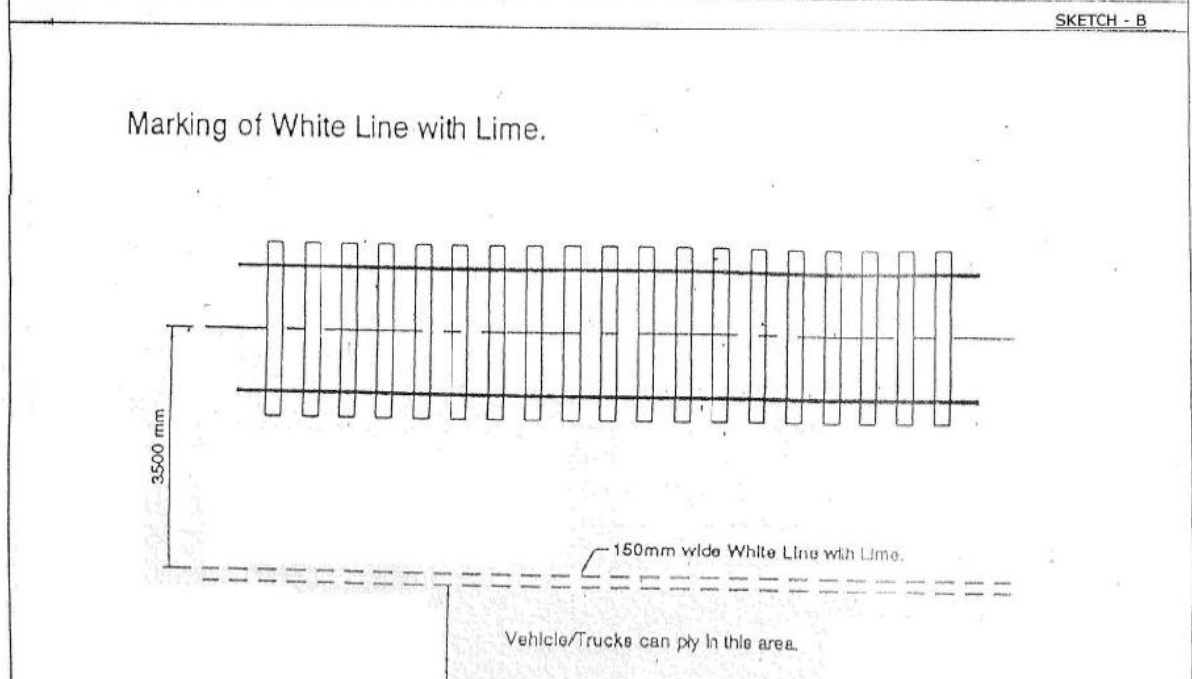 SKETCH - B
Marking of White Line with Lime.
3500 mm
150mm wide White Line with Lime.
Vehicle/Trucks can ply in this area.